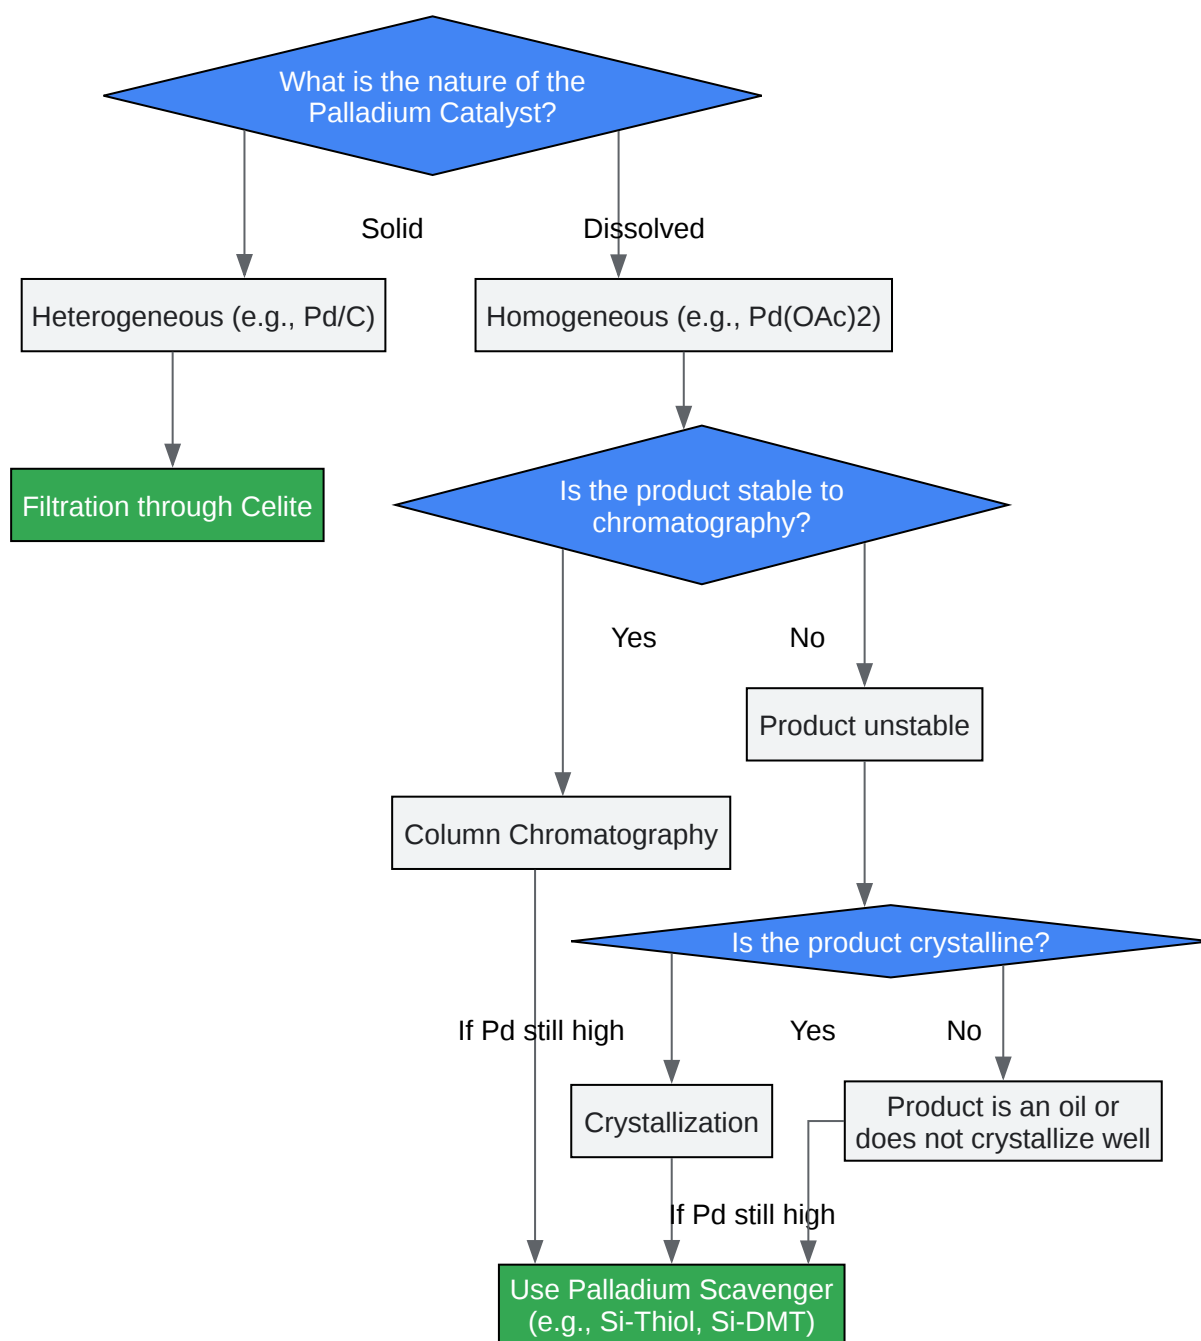 What is the nature of the
Palladium Catalyst?
Solid
Dissolved
Heterogeneous (e.g., Pd/C)
Homogeneous (e.g., Pd(OAc)2)
Filtration through Celite
Is the product stable to
chromatography?
Yes
No
Product unstable
Column Chromatography
Is the product crystalline?
If Pd still high
Yes
No
Crystallization
Product is an oil or
does not crystallize well
If Pd still high
Use Palladium Scavenger
(e.g., Si-Thiol, Si-DMT)